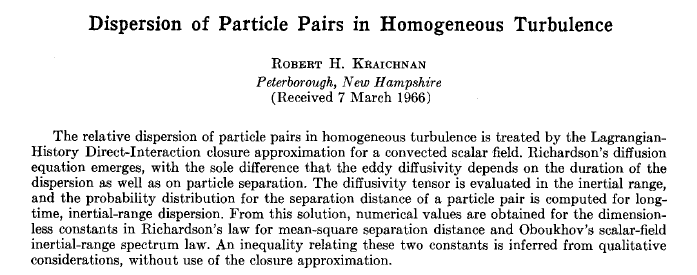 Dispersion of Particle Pairs in Homogeneous Turbulence
ROBERT H. KRAICHNAN
Peterborough, New Hampshire
(Received 7 March 1966)
The relative dispersion of particle pairs in homogeneous turbulence is treated by the Lagrangian-
History Direct-Interaction closure approximation for a convected scalar field. Richardson's diffusion
equation emerges, with the sole difference that the eddy diffusivity depends on the duration of the
dispersion as well as on particle separation. The diffusivity tensor is evaluated in the inertial range,
and the probability distribution for the separation distance of a particle pair is computed for long-
time, inertial-range dispersion. From this solution, numerical values are obtained for the dimension-
less constants in Richardson's law for mean-square separation distance and Oboukhov's scalar-field
inertial-range spectrum law. An inequality relating these two constants is inferred from qualitative
considerations, without use of the closure approximation.